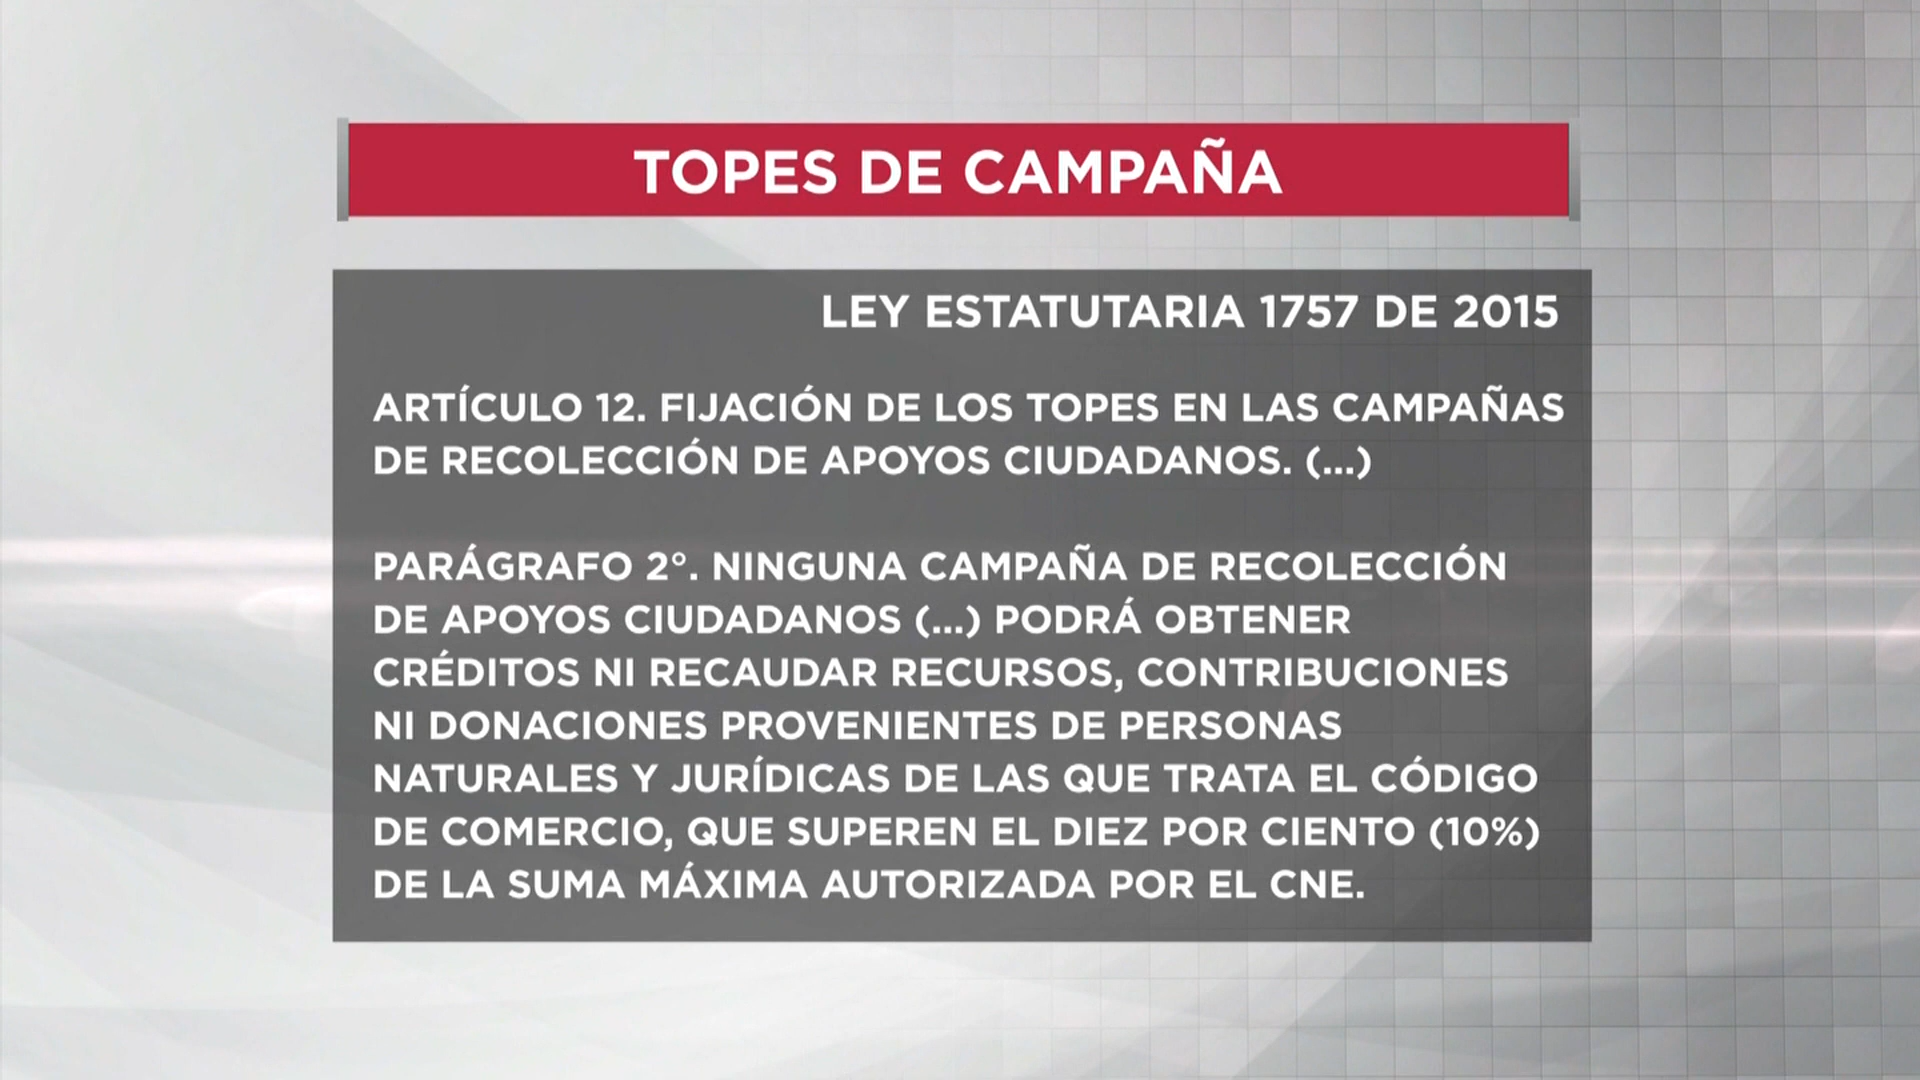 TOPES DE CAMPAÑA
LEY ESTATUTARIA 1757 DE 2015
ARTÍCULO 12. FIJACIÓN DE LOS TOPES EN LAS CAMPAÑAS
DE RECOLECCIÓN DE APOYOS CIUDADANOS. (...)
PARÁGRAFO 2°. NINGUNA CAMPAÑA DE RECOLECCIÓN
DE APOYOS CIUDADANOS (...) PODRÁ OBTENER
CRÉDITOS NI RECAUDAR RECURSOS, CONTRIBUCIONES
NI DONACIONES PROVENIENTES DE PERSONAS
NATURALES Y JURÍDICAS DE LAS QUE TRATA EL CÓDIGO
DE COMERCIO, QUE SUPEREN EL DIEZ POR CIENTO (10%)
DE LA SUMA MÁXIMA AUTORIZADA POR EL CNE.